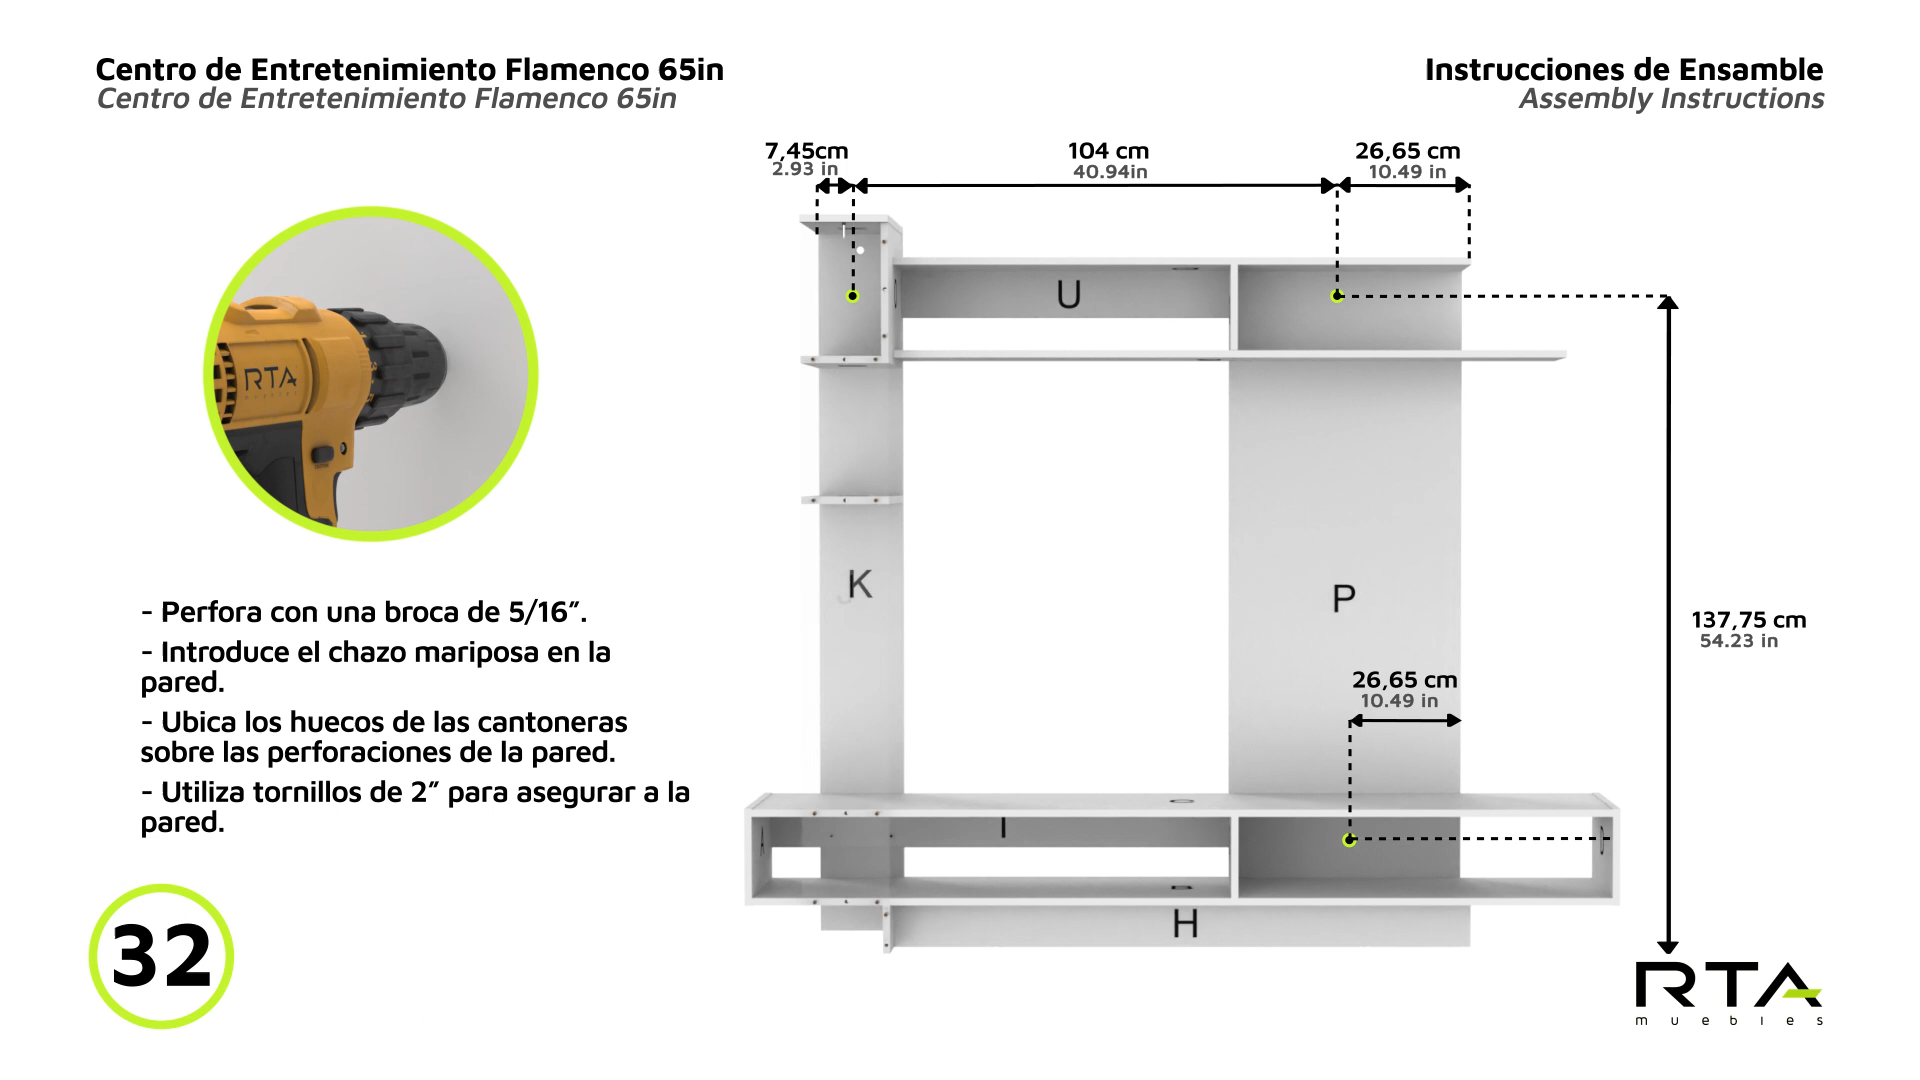 Centro de Entretenimiento Flamenco 65in
Centro de Entretenimiento Flamenco 65in
Instrucciones de Ensamble
Assembly Instructions
7,45cm
2.93 in
104 cm
40.94in
26,65 cm
10.49 in
U
RTA
K
P
137,75 cm
54.23 in
26,65 cm
10.49 in
- Perfora con una broca de 5/16”.
- Introduce el chazo mariposa en la
pared.
- Ubica los huecos de las cantoneras
sobre las perforaciones de la pared.
- Utiliza tornillos de 2” para asegurar a la
pared.
I
A
H
32
RTA
muebles